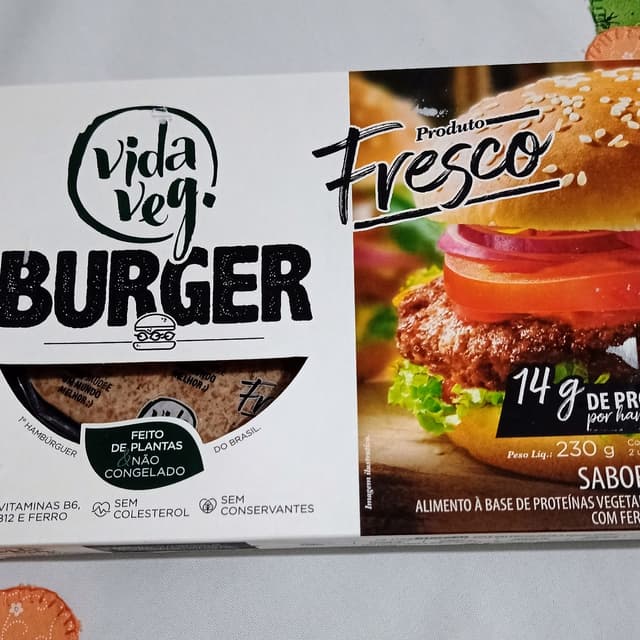 vida
veg.
BURGER
1º HAMBÚRGUER
FEITO
DE PLANTAS
& NÃO
CONGELADO
DO BRASIL.
VITAMINAS B6,
B12 E FERRO
SEM
COLESTEROL
SEM
CONSERVANTES
Produto
Fresco
14 g
DE PRO
por ham
Peso Líq.: 230 g
Imagem ilustrativa.
SABOR
ALIMENTO À BASE DE PROTEÍNAS VEGETA
COM FER